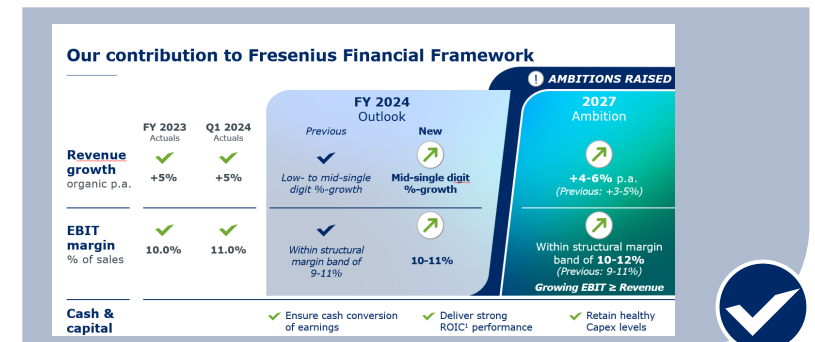 Our contribution to Fresenius Financial Framework
! AMBITIONS RAISED
FY 2024
Outlook
2027
Ambition
FY 2023
Actuals
Q1 2024
Actuals
Previous
New
Revenue
growth
organic p.a.
+5%
+5%
Low- to mid-single
digit %-growth
Mid-single digit
%-growth
+4-6% p.a.
(Previous: +3-5%)
EBIT
margin
% of sales
10.0%
11.0%
Within structural
margin band of
9-11%
10-11%
Within structural margin
band of 10-12%
(Previous: 9-11%)
Growing EBIT ≥ Revenue
Cash &
capital
Ensure cash conversion
of earnings
Deliver strong
ROIC¹ performance
Retain healthy
Capex levels